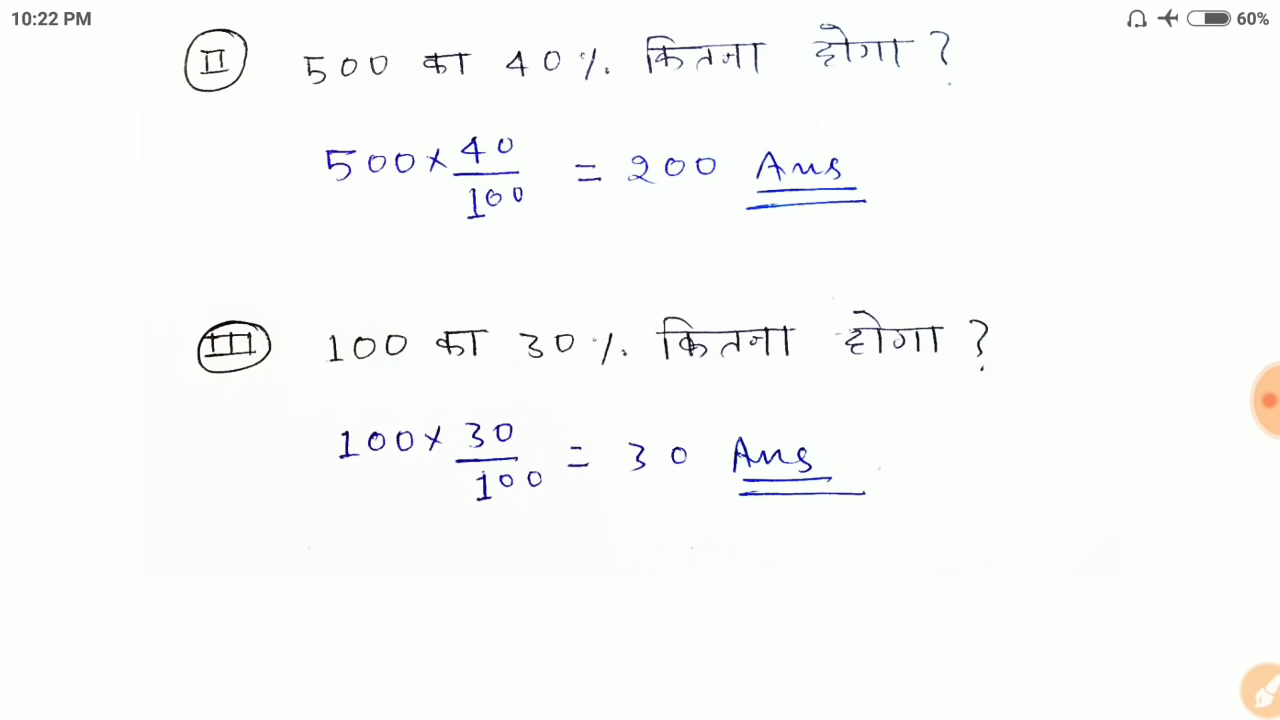 10:22 PM 60%
II 500 का 40% कितना होगा ?
500 × 40/100 = 200 Ans
III 100 का 30% कितना होगा ?
100 × 30/100 = 30 Ans